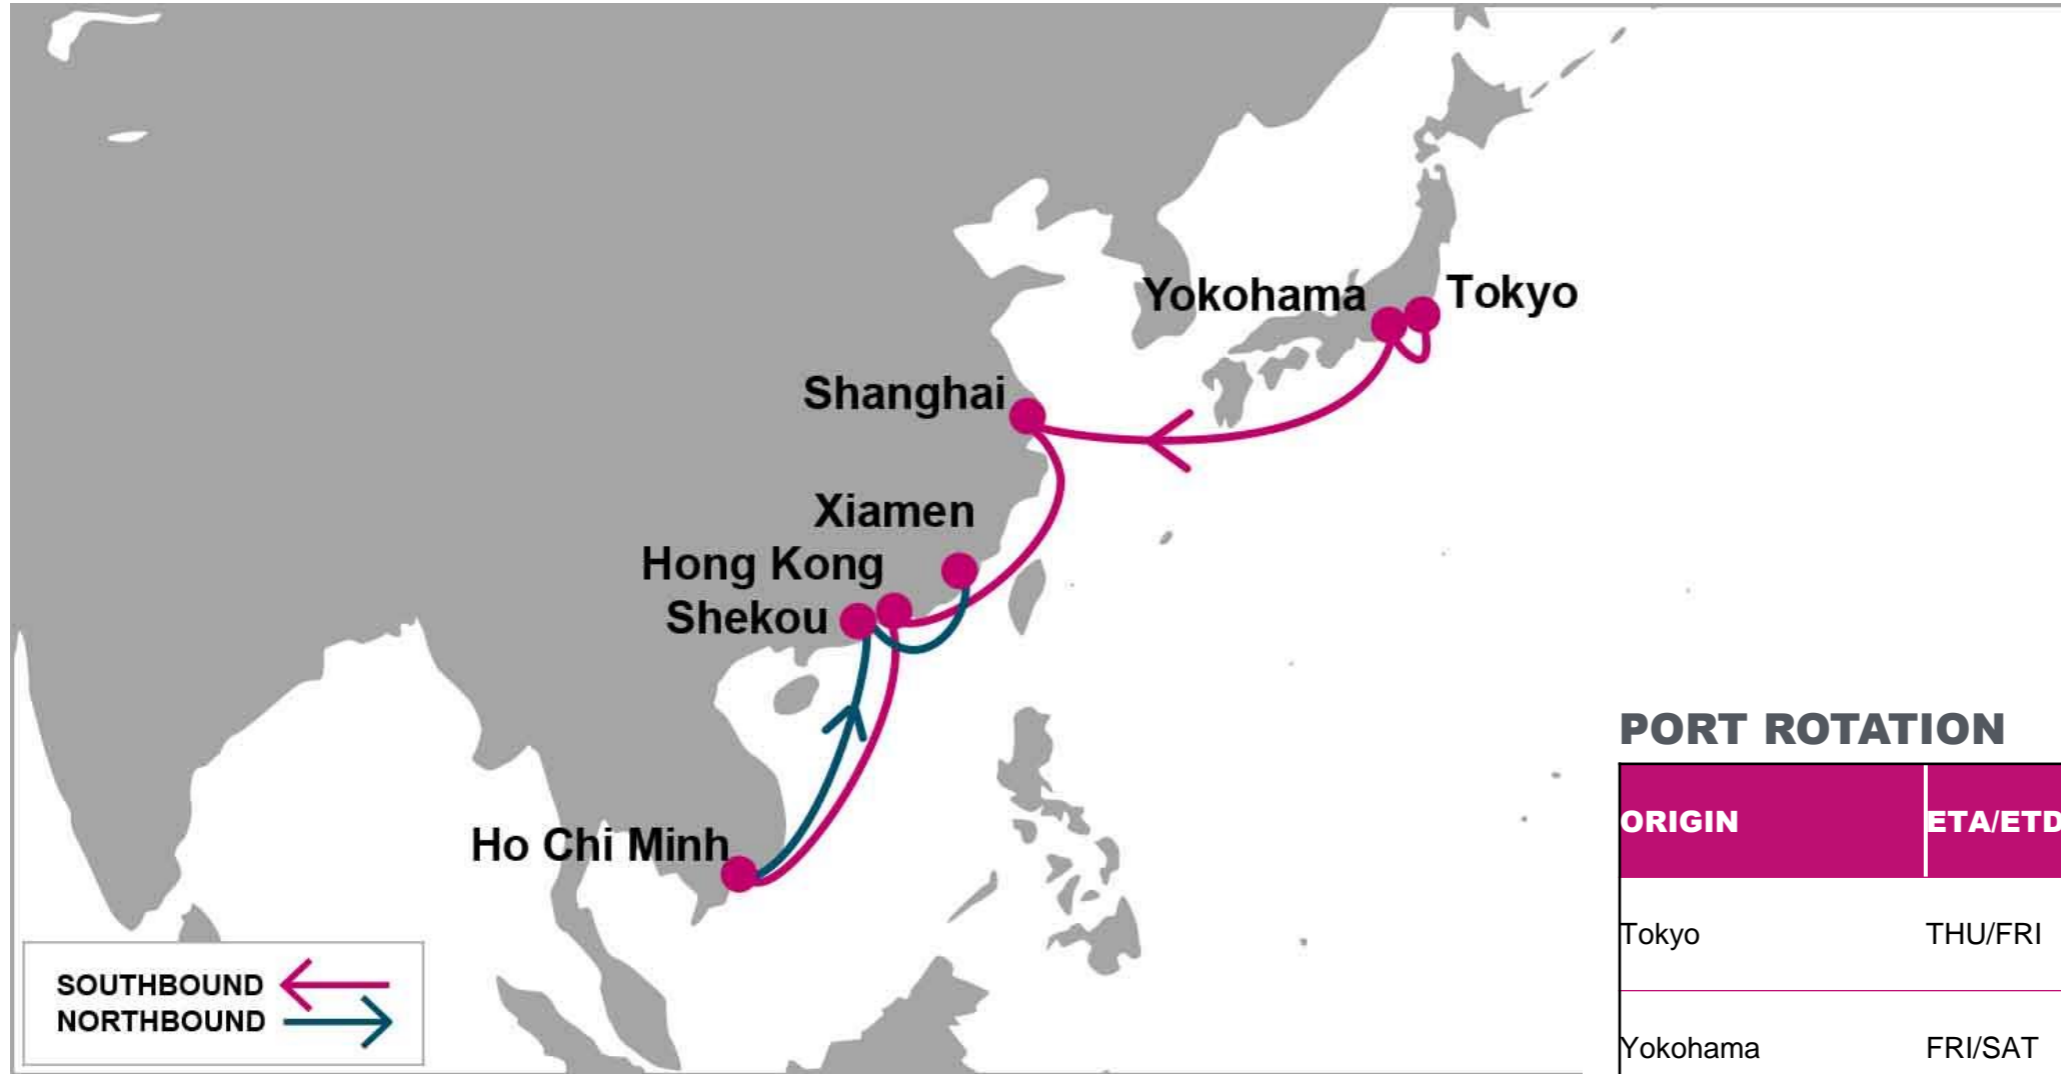 Yokohama
Tokyo
Shanghai
Xiamen
Hong Kong
Shekou
Ho Chi Minh
SOUTHBOUND
NORTHBOUND
PORT ROTATION
ORIGIN ETA/ETD
Tokyo THU/FRI
Yokohama FRI/SAT